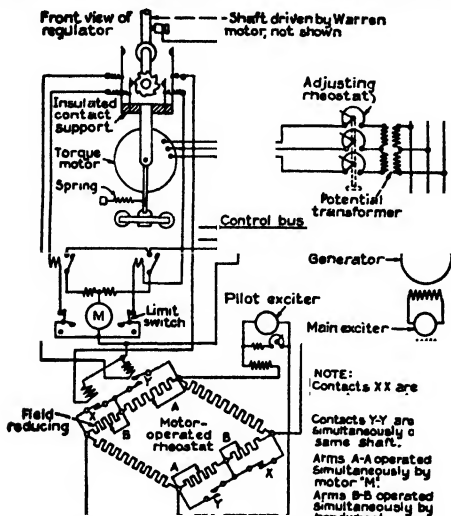 Front view of
regulator
Shaft driven by Warren
motor, not shown
Insulated
contact
support
Adjusting
rheostat
Torque
motor
Spring
Potential
transformer
Control bus
Generator
M
Limit
switch
Pilot exciter
Main exciter
NOTE:
Contacts XX are
Contacts Y-Y are
simultaneously o
same shaft.
Arms A-A operated
simultaneously by
motor "M".
Arms B-B operated
simultaneously by
X
Y
A
Field
reducing
B
Motor-
operated
rheostat
B
X
A
Y